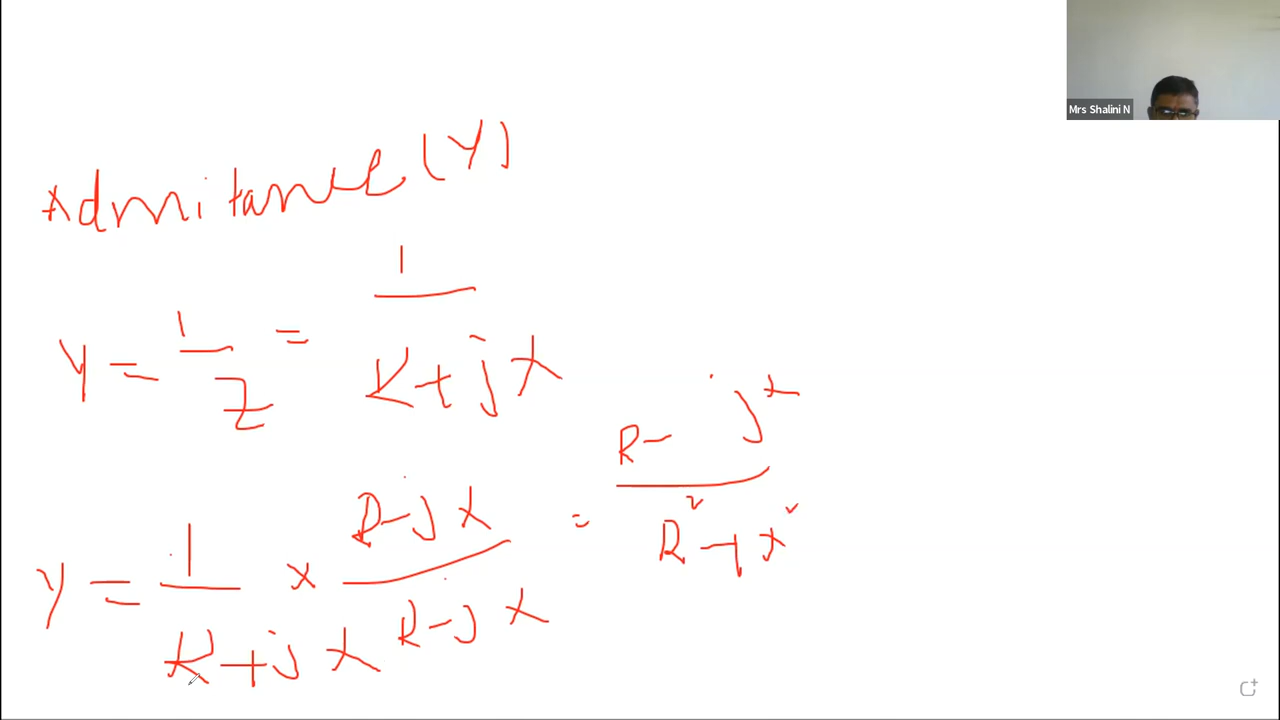 Mrs Shalini N
Admitance (Y)
Y = 1/Z = 1/R+jX
Y = 1/R+jX × R-jX/R-jX = R-jX/R²+X²